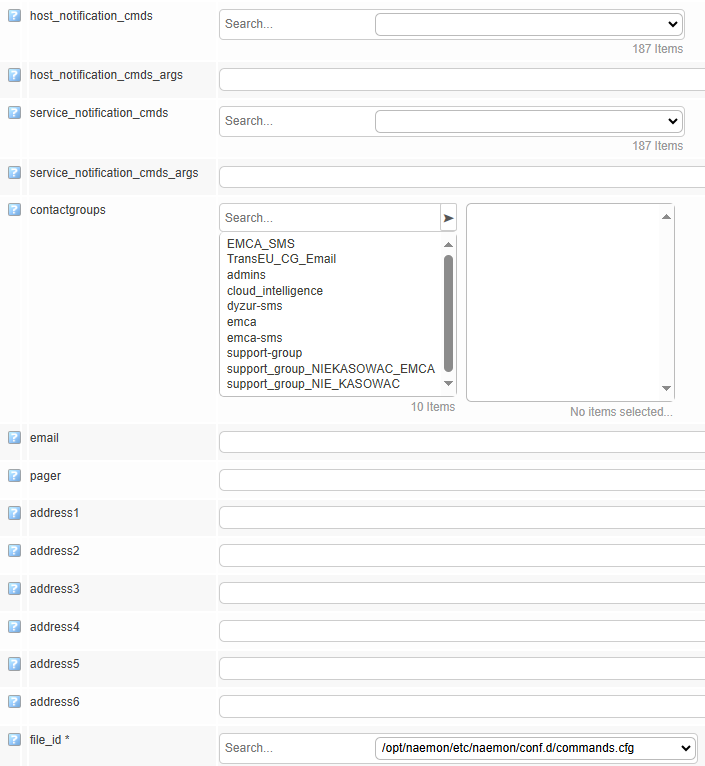 host_notification_cmds
Search...
187 Items
host_notification_cmds_args
service_notification_cmds
Search...
187 Items
service_notification_cmds_args
contactgroups
Search...
EMCA_SMS
TransEU_CG_Email
admins
cloud_intelligence
dyzur-sms
emca
emca-sms
support-group
support_group_NIEKASOWAC_EMCA
support_group_NIE_KASOWAC
10 Items
No items selected...
email
pager
address1
address2
address3
address4
address5
address6
file_id *
Search...
/opt/naemon/etc/naemon/conf.d/commands.cfg